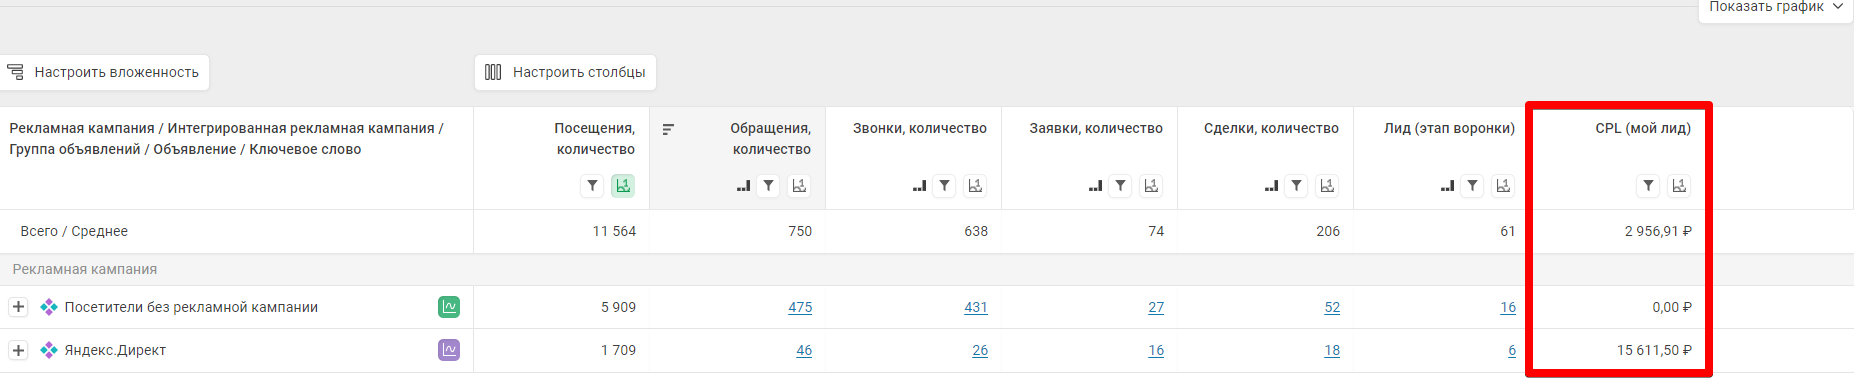 Показать график
Настроить вложенность
Настроить столбцы
Рекламная кампания / Интегрированная рекламная кампания /
Группа объявлений / Объявление / Ключевое слово
Посещения,
количество
Обращения,
количество
Звонки, количество
Заявки, количество
Сделки, количество
Лид (этап воронки)
CPL (мой лид)
Всего / Среднее 11 564 750 638 74 206 61 2 956,91 ₽
Рекламная кампания
Посетители без рекламной кампании 5 909 475 431 27 52 16 0,00 ₽
Яндекс.Директ 1 709 46 26 16 18 6 15 611,50 ₽